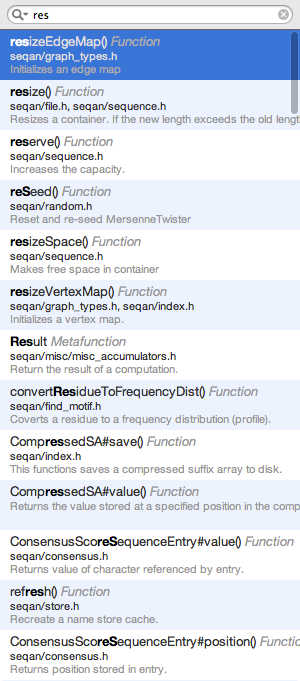 res
resizeEdgeMap() Function
seqan/graph_types.h
Initializes an edge map
resize() Function
seqan/file.h, seqan/sequence.h
Resizes a container. If the new length exceeds the old leng
reserve() Function
seqan/sequence.h
Increases the capacity.
reSeed() Function
seqan/random.h
Reset and re-seed MersenneTwister
resizeSpace() Function
seqan/sequence.h
Makes free space in container
resizeVertexMap() Function
seqan/graph_types.h, seqan/index.h
Initializes a vertex map.
Result Metafunction
seqan/misc/misc_accumulators.h
Return the result of a computation.
convertResidueToFrequencyDist() Function
seqan/find_motif.h
Coverts a residue to a frequency distribution (profile).
CompressedSA#save() Function
seqan/index.h
This functions saves a compressed suffix array to disk.
CompressedSA#value() Function
Returns the value stored at a specified position in the comp
ConsensusScoreSequenceEntry#value() Function
seqan/consensus.h
Returns value of character referenced by entry.
refresh() Function
seqan/store.h
Recreate a name store cache.
ConsensusScoreSequenceEntry#position() Functio
seqan/consensus.h
Returns position stored in entry.